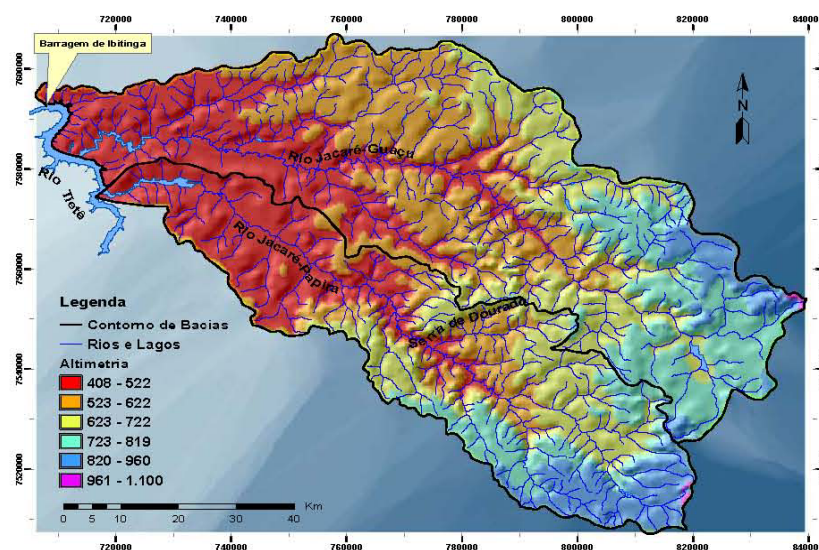 720000 740000 760000 780000 800000 820000 84000
Barragem de Ibitinga
7600000
7580000
7560000
7540000
7520000
N
Rio Jacaré-Guaçu
Rio Tietê
Rio Jacaré-Pepira
Serra de Dourado
Legenda
Contorno de Bacias
Rios e Lagos
Altimetria
408 - 522
523 - 622
623 - 722
723 - 819
820 - 960
961 - 1.100
Km
0 5 10 20 30 40
720000 740000 760000 780000 800000 820000